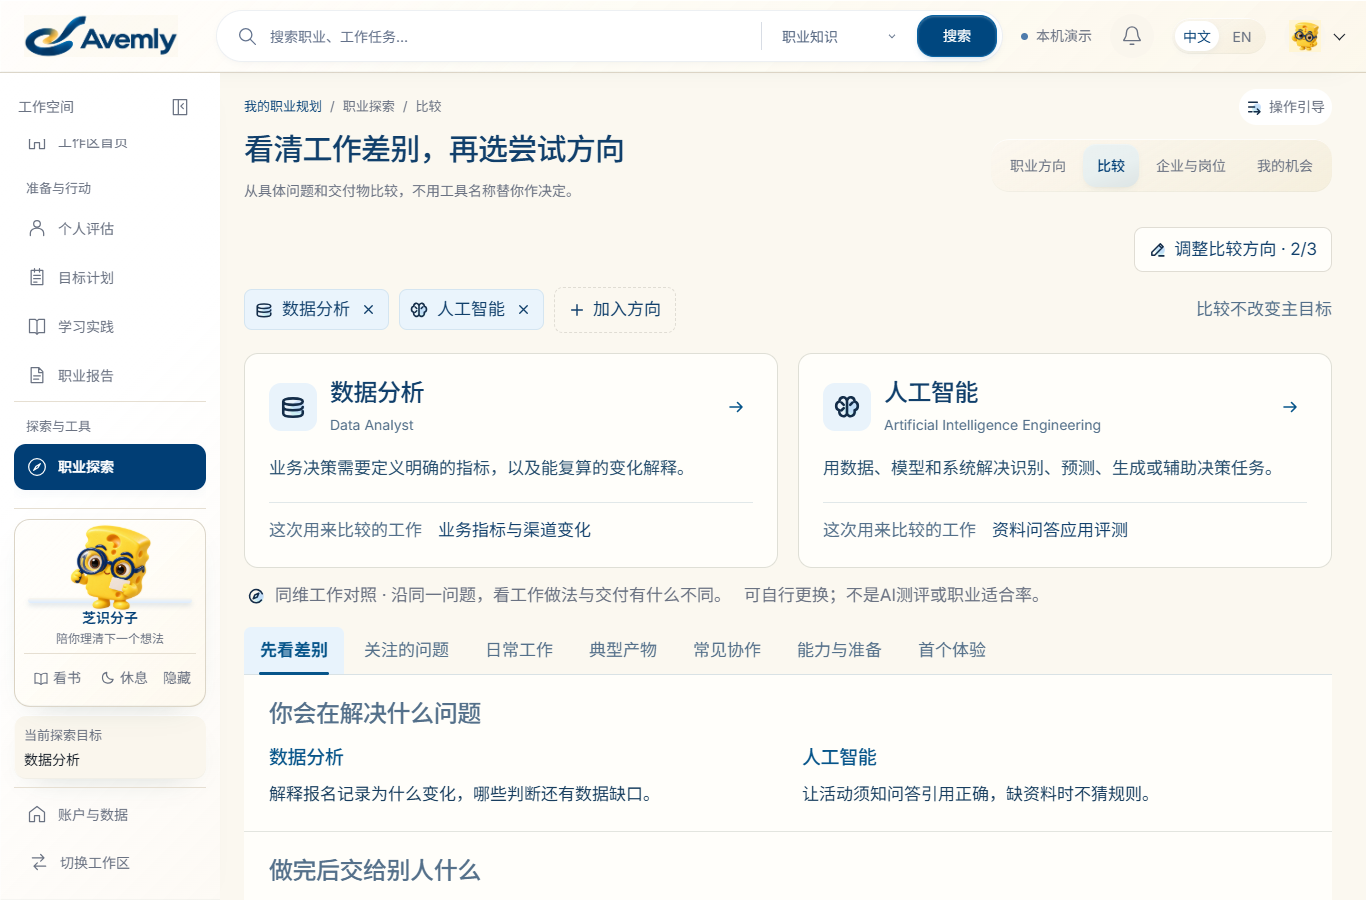 Avemly
搜索职业、工作任务...
职业知识
搜索
本机演示
中文
EN
工作空间
工作区首页
准备与行动
个人评估
目标计划
学习实践
职业报告
探索与工具
职业探索
芝识分子
陪你理清下一个想法
看书
休息
隐藏
当前探索目标
数据分析
账户与数据
切换工作区
我的职业规划 / 职业探索 / 比较
操作引导
看清工作差别，再选尝试方向
从具体问题和交付物比较，不用工具名称替你作决定。
职业方向
比较
企业与岗位
我的机会
调整比较方向 · 2/3
数据分析
人工智能
加入方向
比较不改变主目标
数据分析
Data Analyst
业务决策需要定义明确的指标，以及能复算的变化解释。
这次用来比较的工作 业务指标与渠道变化
人工智能
Artificial Intelligence Engineering
用数据、模型和系统解决识别、预测、生成或辅助决策任务。
这次用来比较的工作 资料问答应用评测
同维工作对照 · 沿同一问题，看工作做法与交付有什么不同。 可自行更换；不是AI测评或职业适合率。
先看差别
关注的问题
日常工作
典型产物
常见协作
能力与准备
首个体验
你会在解决什么问题
数据分析
解释报名记录为什么变化，哪些判断还有数据缺口。
人工智能
让活动须知问答引用正确，缺资料时不猜规则。
做完后交给别人什么